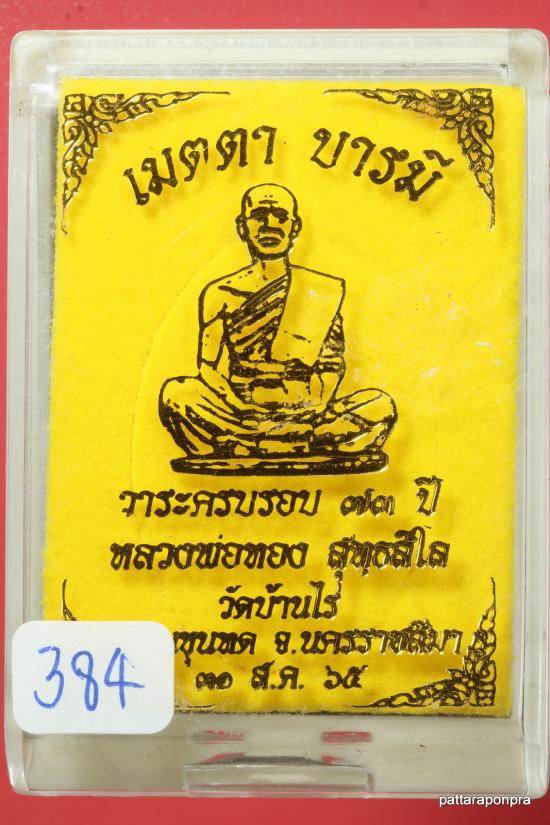 เมตตา บารมี
วาระครบรอบ ๗๓ ปี
หลวงพ่อทอง สุทธสีโล
วัดบ้านไร่
ขุนทด จ.นครราชสีมา
๓๑ ส.ค. ๖๕
384
pattaraponpra